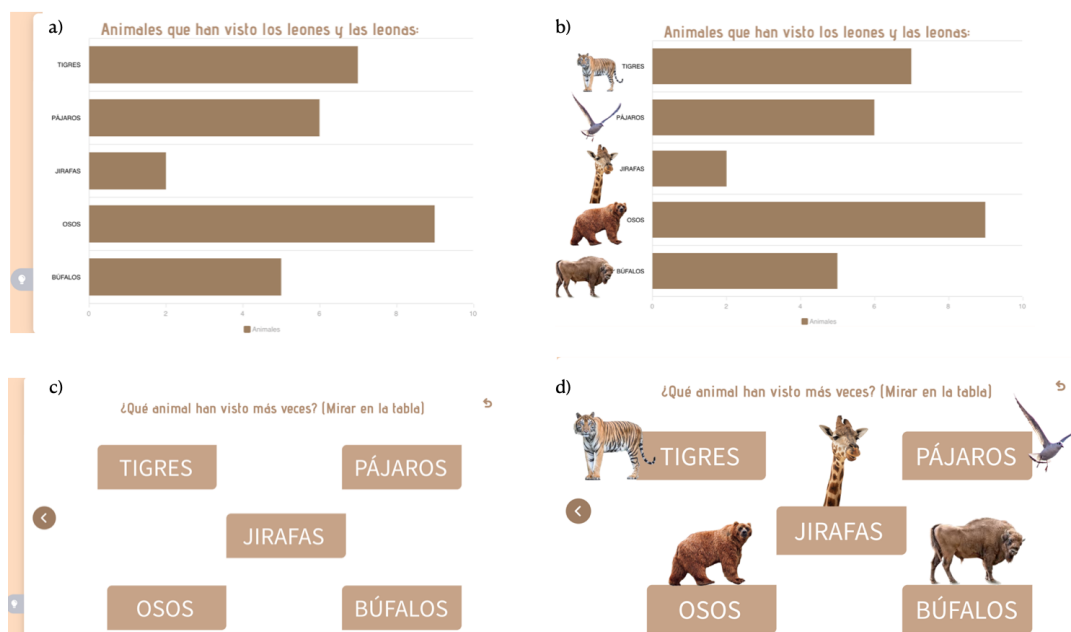 a)
Animales que han visto los leones y las leonas:
TIGRES
PÁJAROS
JIRAFAS
OSOS
BÚFALOS
0 2 4 6 8 10
Animales
b)
Animales que han visto los leones y las leonas:
TIGRES
PÁJAROS
JIRAFAS
OSOS
BÚFALOS
0 2 4 6 8 10
Animales
c)
¿Qué animal han visto más veces? (Mirar en la tabla)
TIGRES
PÁJAROS
JIRAFAS
OSOS
BÚFALOS
d)
¿Qué animal han visto más veces? (Mirar en la tabla)
TIGRES
PÁJAROS
JIRAFAS
OSOS
BÚFALOS